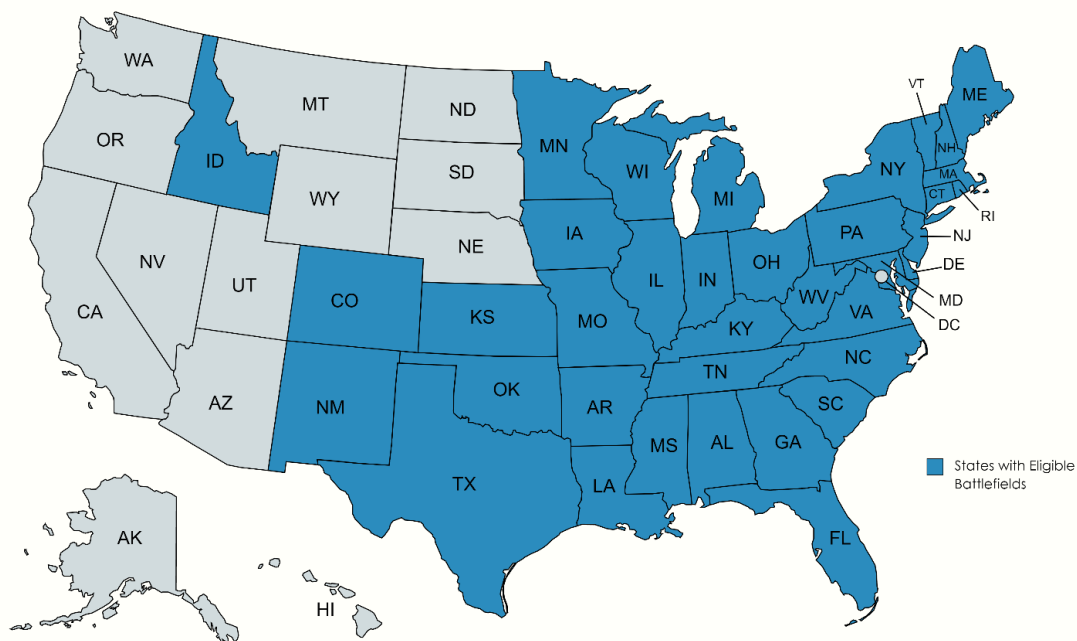 WA
MT
ND
MN
ME
VT
OR
ID
SD
WI
NH
NY
MA
WY
MI
CT
RI
NE
IA
PA
NJ
NV
UT
IL
IN
OH
DE
CO
WV
MD
CA
KS
MO
VA
DC
KY
NC
TN
AZ
NM
OK
AR
SC
MS
AL
GA
TX
LA
States with Eligible
Battlefields
AK
FL
HI